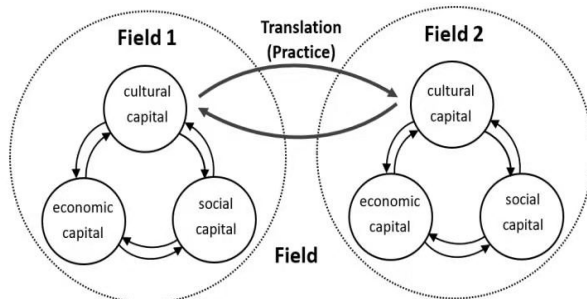 Field 1
Translation
(Practice)
Field 2
cultural
capital
economic
capital
social
capital
Field
cultural
capital
economic
capital
social
capital